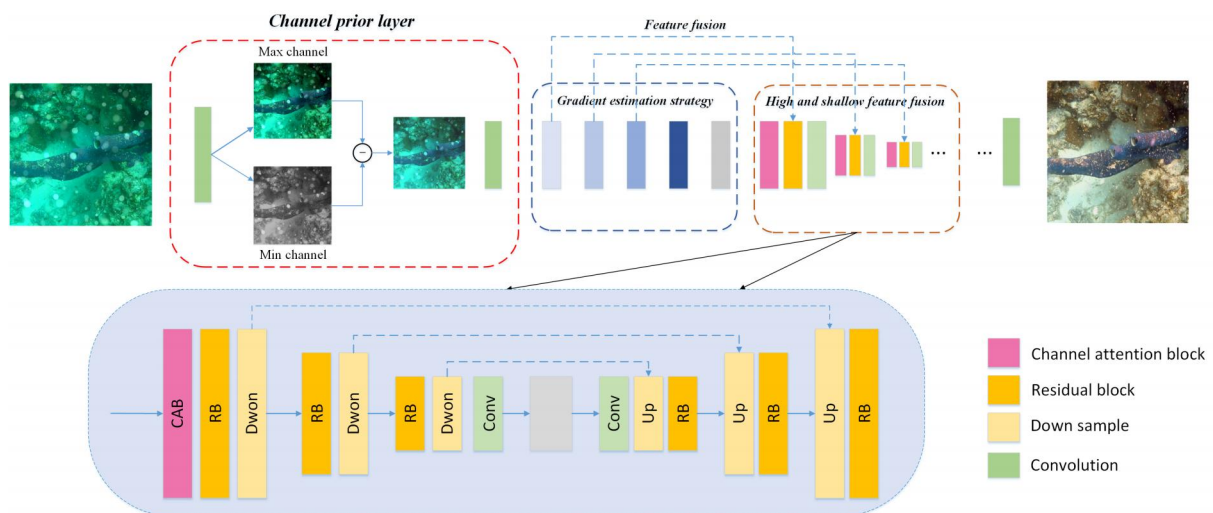 Channel prior layer
Feature fusion
Max channel
Gradient estimation strategy
High and shallow feature fusion
−
...
...
Min channel
CAB
RB
Dwon
RB
Dwon
RB
Dwon
Conv
Conv
Up
RB
Up
RB
Up
RB
Channel attention block
Residual block
Down sample
Convolution